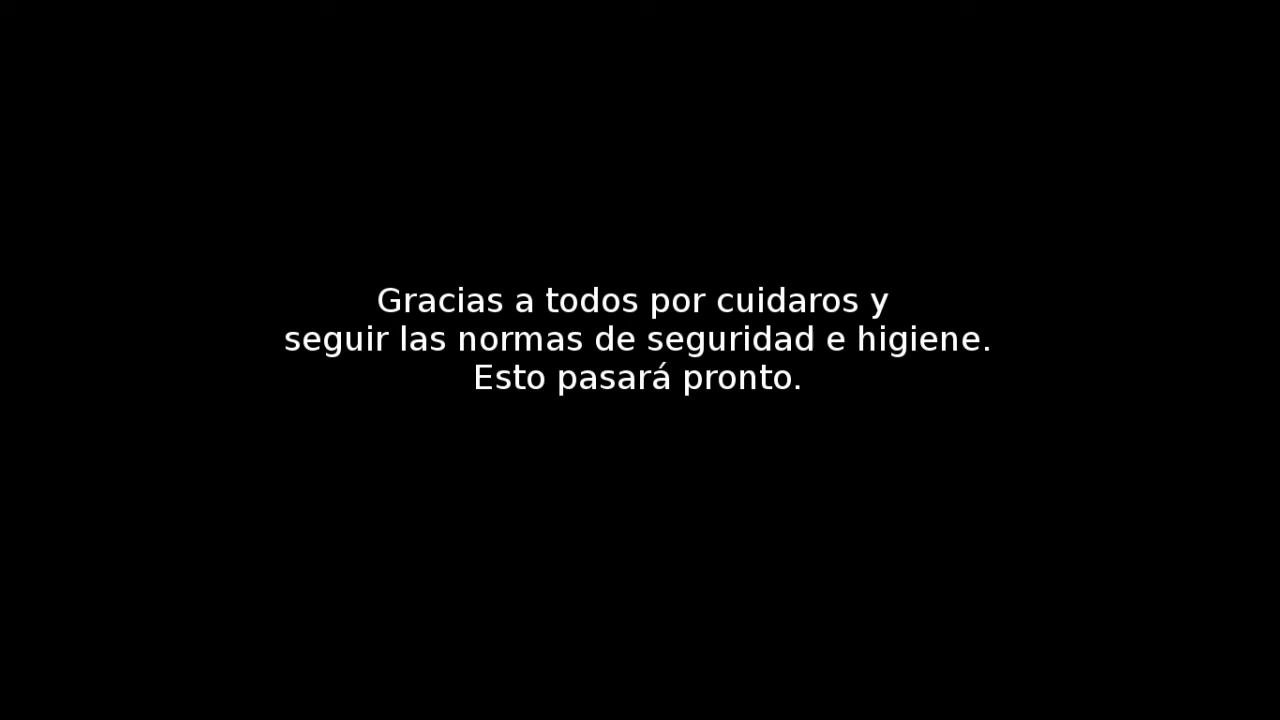 Gracias a todos por cuidaros y
seguir las normas de seguridad e higiene.
Esto pasará pronto.